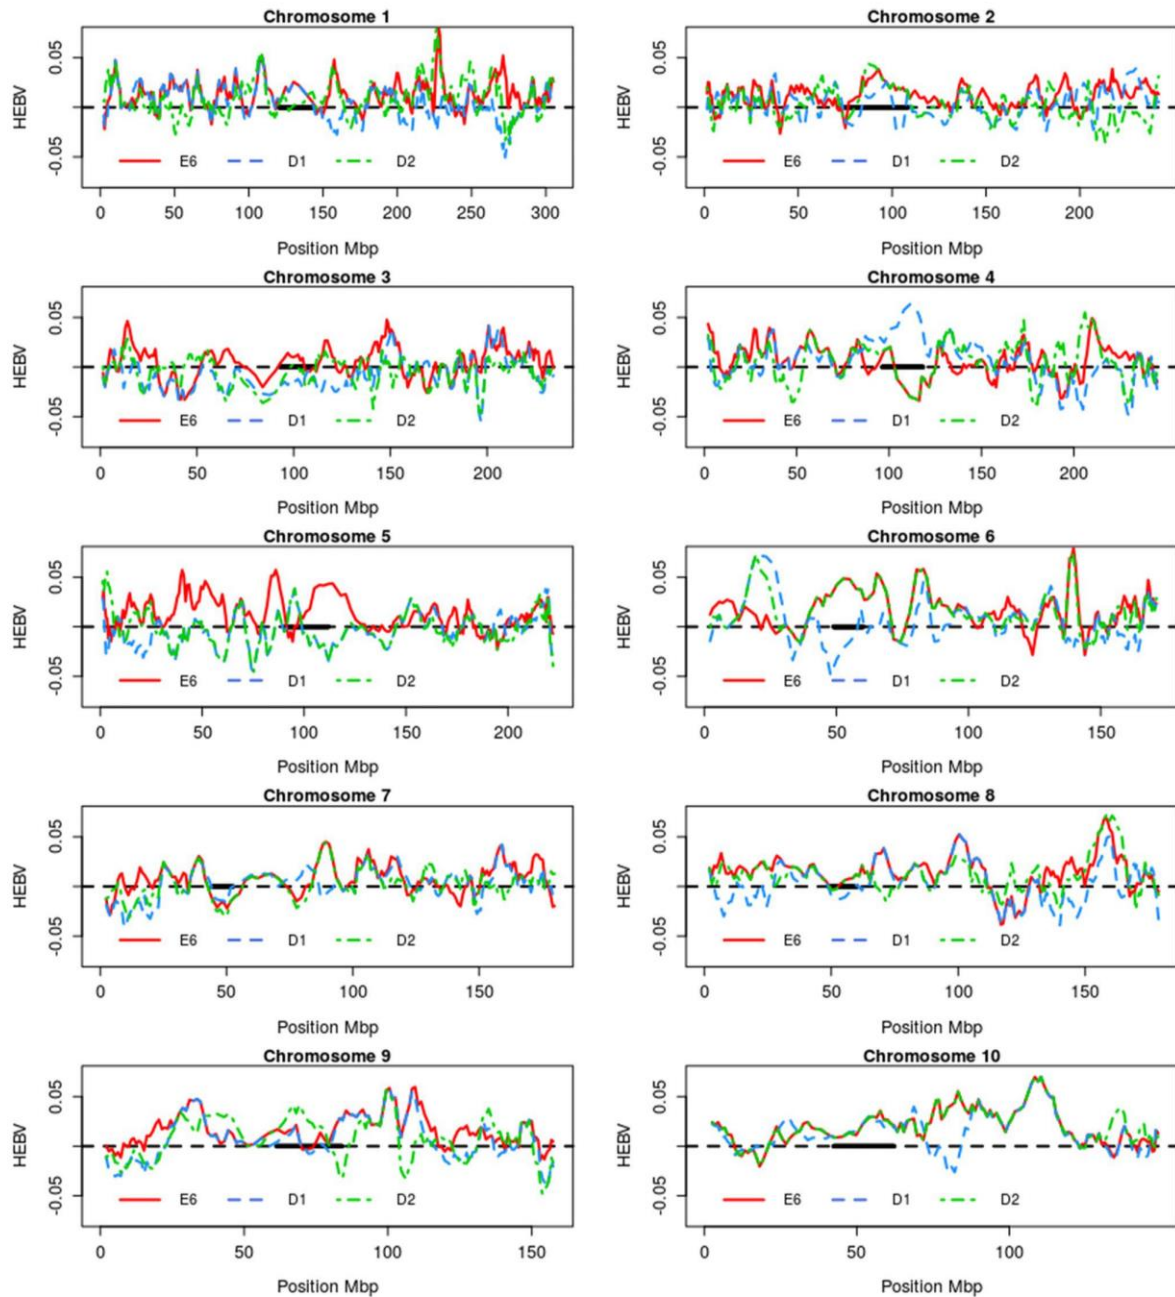 Chromosome 1
HEBV
0.05
-0.05
E6 D1 D2
0 50 100 150 200 250 300
Position Mbp
Chromosome 2
HEBV
0.05
-0.05
E6 D1 D2
0 50 100 150 200
Position Mbp
Chromosome 3
HEBV
0.05
-0.05
E6 D1 D2
0 50 100 150 200
Position Mbp
Chromosome 4
HEBV
0.05
-0.05
E6 D1 D2
0 50 100 150 200
Position Mbp
Chromosome 5
HEBV
0.05
-0.05
E6 D1 D2
0 50 100 150 200
Position Mbp
Chromosome 6
HEBV
0.05
-0.05
E6 D1 D2
0 50 100 150
Position Mbp
Chromosome 7
HEBV
0.05
-0.05
E6 D1 D2
0 50 100 150
Position Mbp
Chromosome 8
HEBV
0.05
-0.05
E6 D1 D2
0 50 100 150
Position Mbp
Chromosome 9
HEBV
0.05
-0.05
E6 D1 D2
0 50 100 150
Position Mbp
Chromosome 10
HEBV
0.05
-0.05
E6 D1 D2
0 50 100
Position Mbp